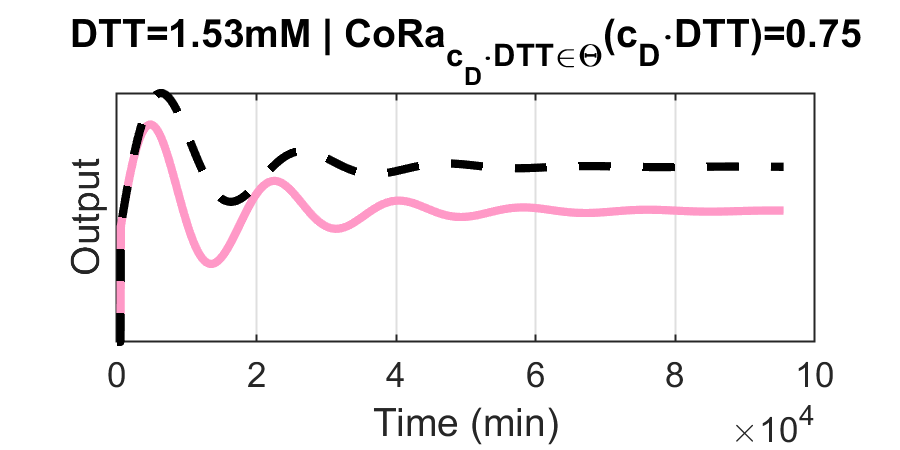 DTT=1.53mM | CoRa_{c_D·DTT∈Θ}(c_D·DTT)=0.75
Output
0 2 4 6 8 10
Time (min)
×10^4